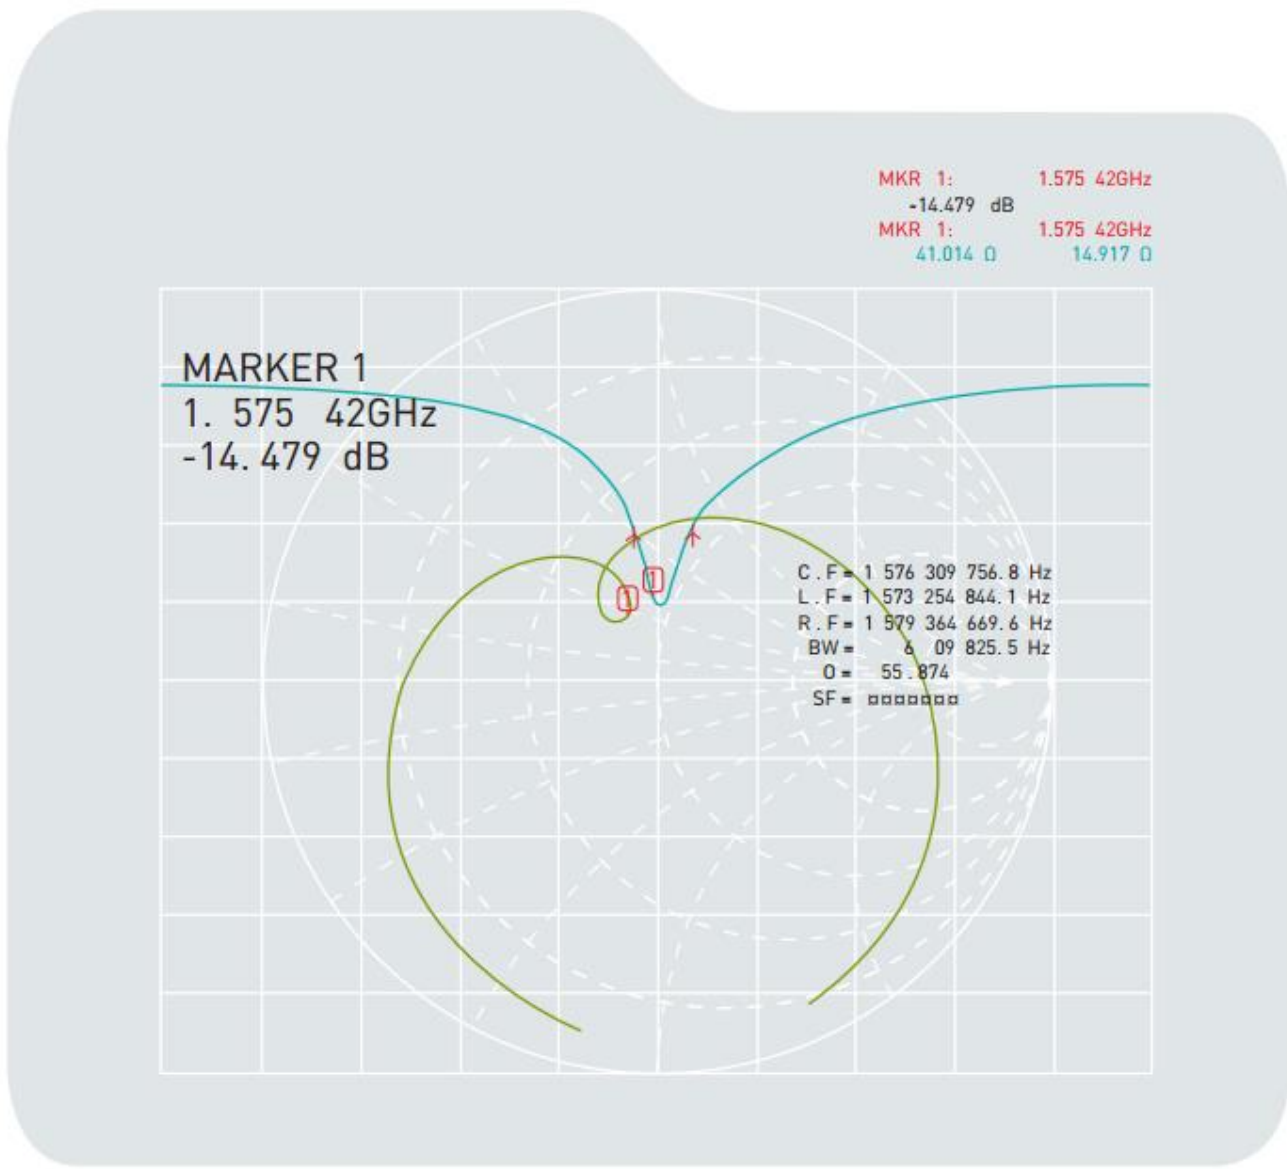 MKR 1: 1.575 42GHz
-14.479 dB
MKR 1: 1.575 42GHz
41.014 Ω 14.917 Ω
MARKER 1
1. 575 42GHz
-14. 479 dB
1
1
C.F= 1 576 309 756.8 Hz
L.F= 1 573 254 844.1 Hz
R.F= 1 579 364 669.6 Hz
BW= 6 09 825.5 Hz
Q= 55.874
SF= ¤¤¤¤¤¤¤